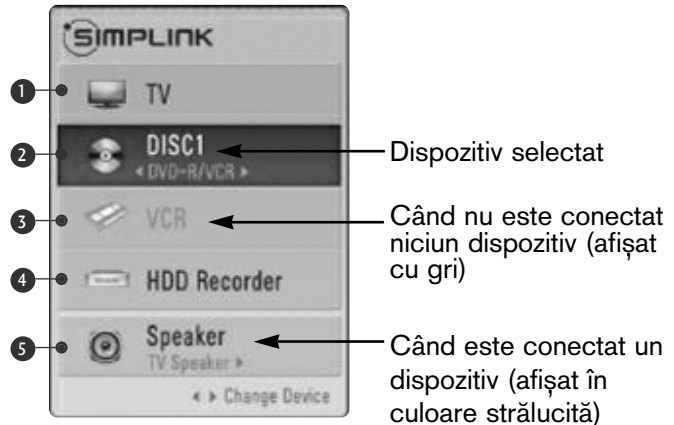 SIMPLINK
1 TV
2 DISC1
◄ DVD-R/VCR ►
Dispozitiv selectat
3 VCR
Când nu este conectat
niciun dispozitiv (afișat
cu gri)
4 HDD Recorder
5 Speaker
TV Speaker ►
Când este conectat un
dispozitiv (afișat în
culoare strălucită)
◄ ► Change Device